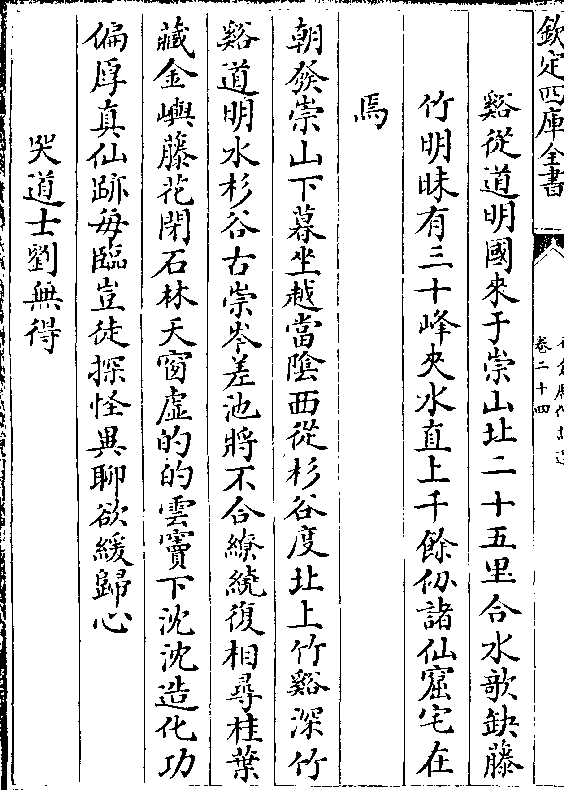 欽定四庫全書
卷二十四
谿從道明國來于崇山北二十五里合水歌缺藤
竹明昧有三十峰夾水直上千餘仞諸仙窟宅在
焉
朝發崇山下暮坐越當陰西從杉谷度北上竹谿深竹
谿道明水杉谷古崇岑差池將不合繚繞復相尋桂葉
藏金嶼藤花閉石林天窗虛的的雲竇下沈沈造化功
偏厚真仙跡每臨豈徒探怪異聊欲緩歸心
哭道士劉無得